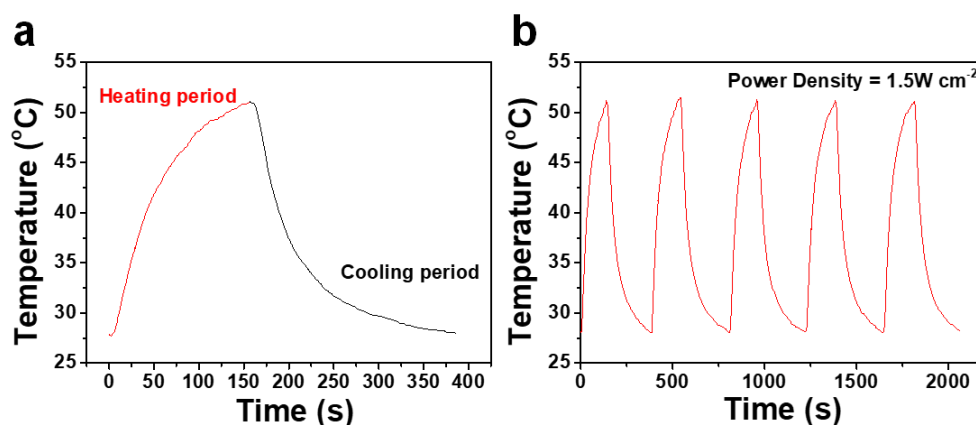 a
55
50
45
40
35
30
25
Temperature (°C)
Heating period
Cooling period
0 50 100 150 200 250 300 350 400
Time (s)
b
55
50
45
40
35
30
25
Temperature (°C)
Power Density = 1.5W cm⁻²
0 500 1000 1500 2000
Time (s)